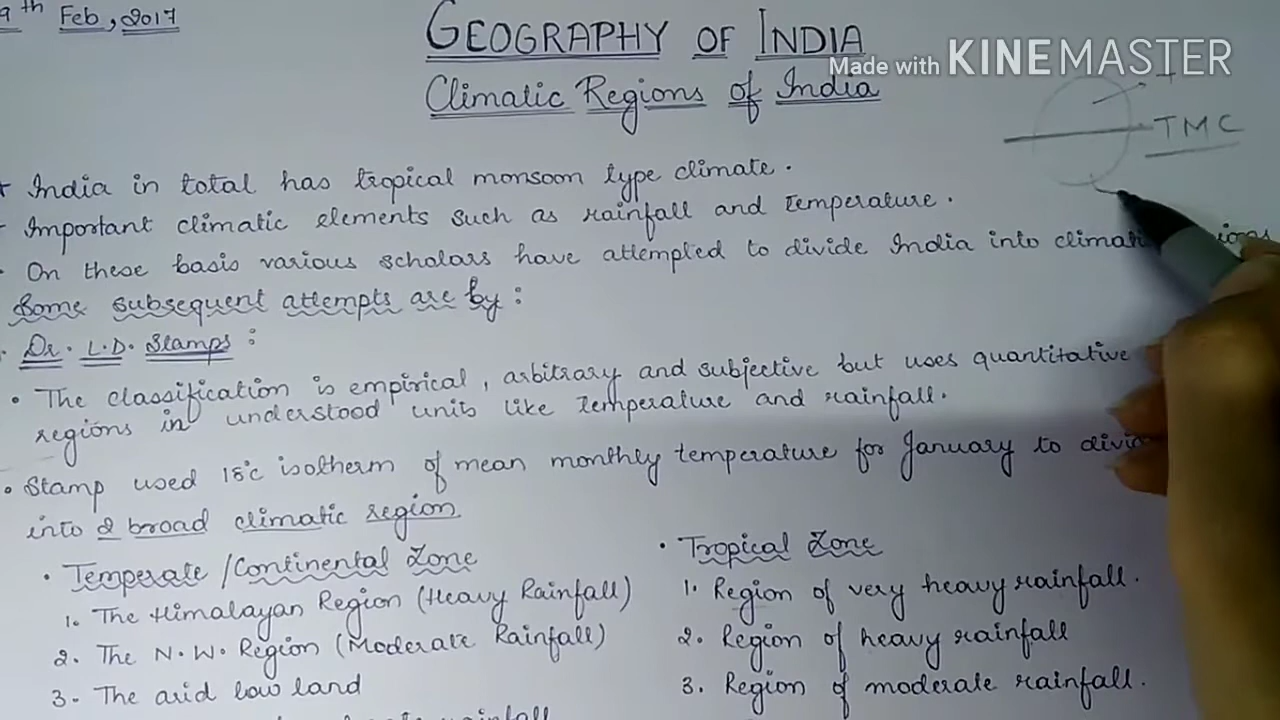 9th Feb, 2017
GEOGRAPHY OF INDIA
Made with KINEMASTER
Climatic Regions of India
T
TMC
India in total has tropical monsoon type climate.
Important climatic elements such as rainfall and temperature.
On these basis various scholars have attempted to divide India into climatic regions
Some subsequent attempts are by:
Dr. L.D. Stamps:
• The classification is empirical, arbitrary and subjective but uses quantitative
regions in understood units like temperature and rainfall.
• Stamp used 18°c isotherm of mean monthly temperature for January to
into 2 broad climatic region
• Temperate / Continental Zone
• Tropical Zone
1. The Himalayan Region (Heavy Rainfall)
1. Region of very heavy rainfall.
2. The N.W. Region (Moderate Rainfall)
2. Region of heavy rainfall
3. The arid low land
3. Region of moderate rainfall.
rainfall